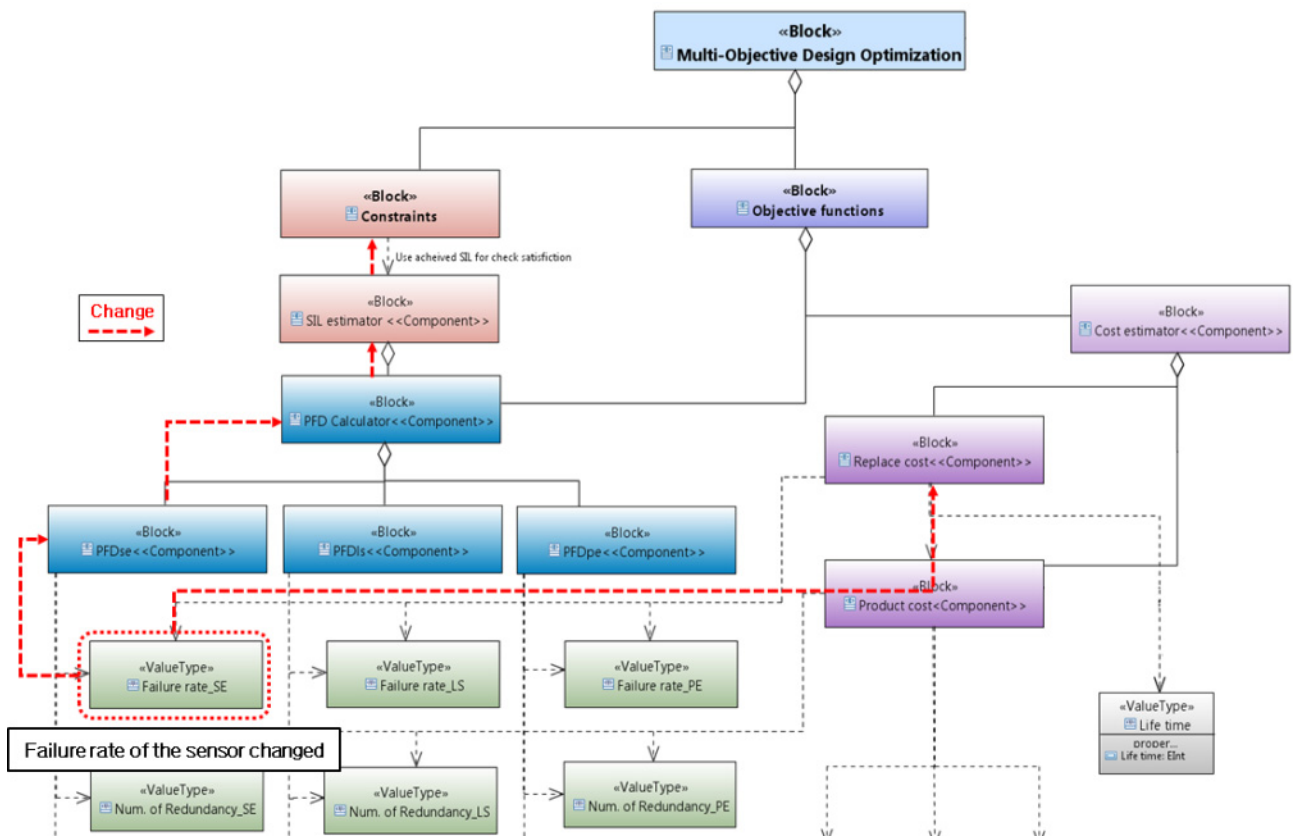 «Block»
Multi-Objective Design Optimization
«Block»
Constraints
«Block»
Objective functions
Use acheived SIL for check satisfiction
«Block»
SIL estimator <<Component>>
Change
«Block»
Cost estimator<<Component>>
«Block»
PFD Calculator<<Component>>
«Block»
Replace cost<<Component>>
«Block»
PFDse<<Component>>
«Block»
PFDls<<Component>>
«Block»
PFDpe<<Component>>
«Block»
Product cost<Component>>
«ValueType»
Failure rate_SE
«ValueType»
Failure rate_LS
«ValueType»
Failure rate_PE
«ValueType»
Life time
proper...
Life time: EInt
Failure rate of the sensor changed
«ValueType»
Num. of Redundancy_SE
«ValueType»
Num. of Redundancy_LS
«ValueType»
Num. of Redundancy_PE